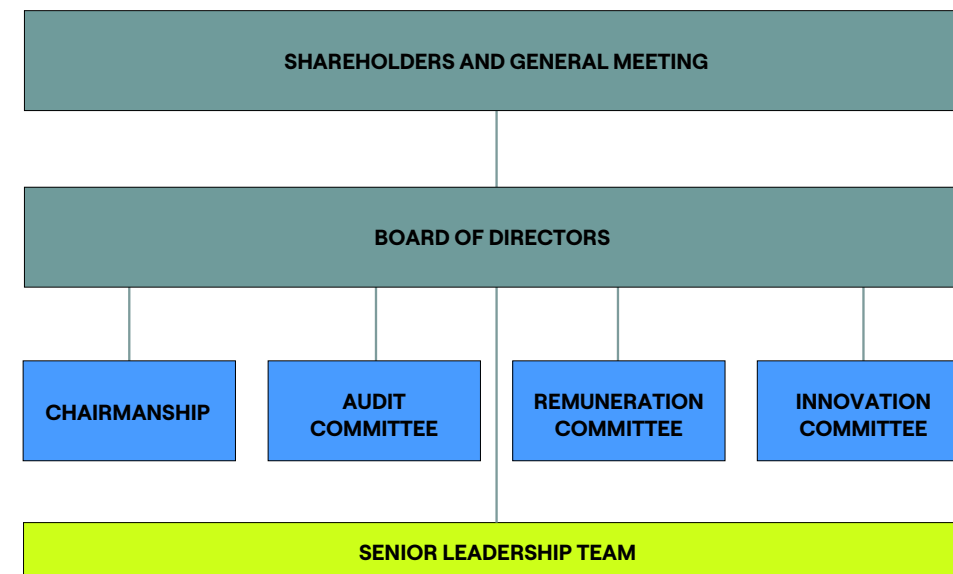 SHAREHOLDERS AND GENERAL MEETING
BOARD OF DIRECTORS
CHAIRMANSHIP
AUDIT
COMMITTEE
REMUNERATION
COMMITTEE
INNOVATION
COMMITTEE
SENIOR LEADERSHIP TEAM